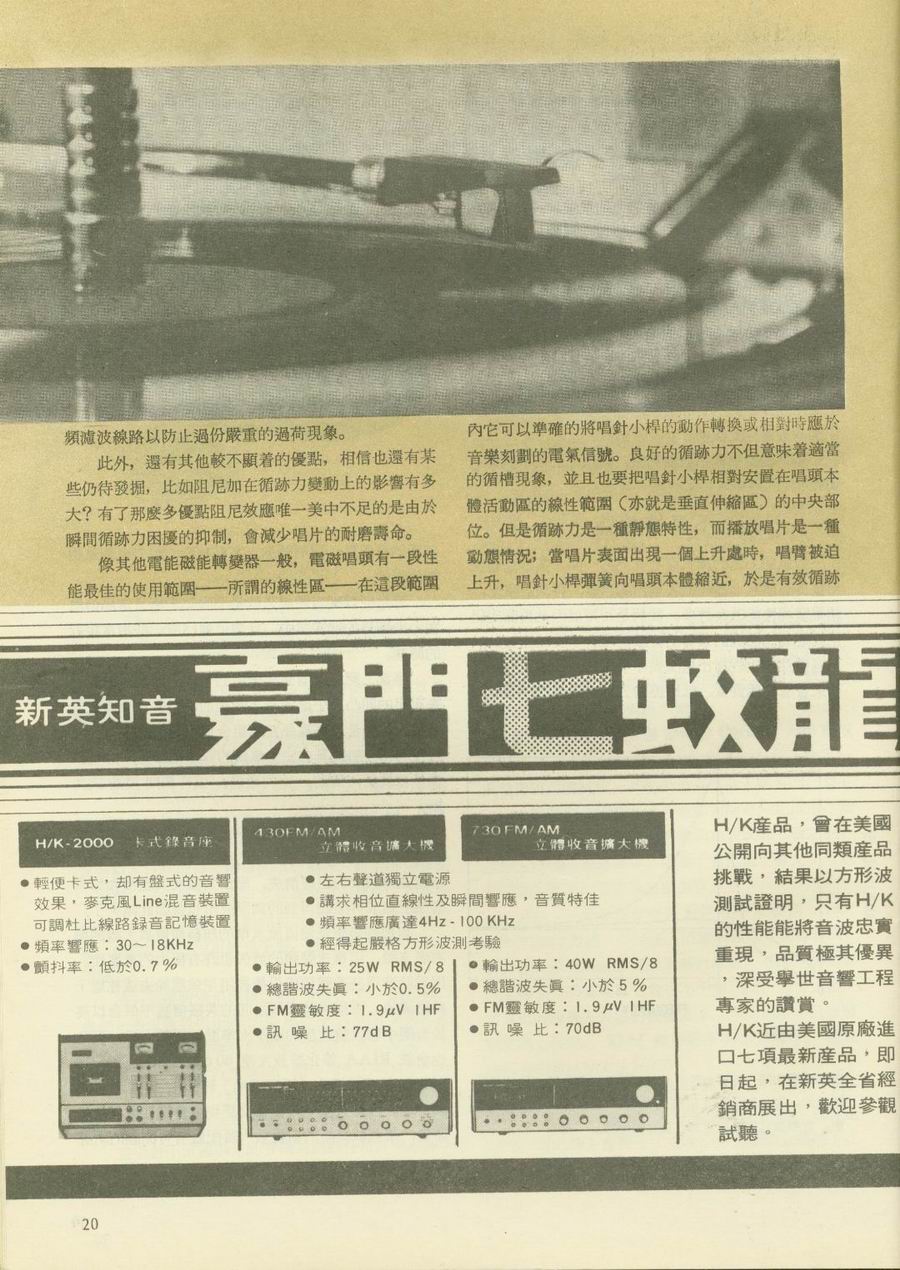 頻濾波線路以防止過份嚴重的過荷現象。
此外，還有其他較不顯着的優點，相信也還有某
些仍待發掘，比如阻尼加在循跡力變動上的影響有多
大？有了那麼多優點阻尼效應唯一美中不足的是由於
瞬間循跡力困擾的抑制，會減少唱片的耐磨壽命。
像其他電能磁能轉變器一般，電磁唱頭有一段性
能最佳的使用範圍——所謂的線性區——在這段範圍
內它可以準確的將唱針小桿的動作轉換或相對時應於
音樂刻劃的電氣信號。良好的循跡力不但意味着適當
的循槽現象，並且也要把唱針小桿相對安置在唱頭本
體活動區的線性範圍（亦就是垂直伸縮區）的中央部
位。但是循跡力是一種靜態特性，而播放唱片是一種
動態情況；當唱片表面出現一個上升處時，唱臂被迫
上升，唱針小桿彈簧向唱頭本體縮近，於是有效循跡
新英知音 豪門七蛟龍
H/K-2000 卡式錄音座
●輕便卡式，却有盤式的音響
效果，麥克風Line混音裝置
可調杜比線路錄音記憶裝置
●頻率響應：30～18KHz
●顫抖率：低於0.7%
430FM/AM
立體收音擴大機
730FM/AM
立體收音擴大機
●左右聲道獨立電源
●講求相位直線性及瞬間響應，音質特佳
●頻率響應廣達4Hz-100KHz
●經得起嚴格方形波測考驗
●輸出功率：25W RMS/8
●總諧波失眞：小於0.5%
●FM靈敏度：1.9μV IHF
●訊噪比：77dB
●輸出功率：40W RMS/8
●總諧波失眞：小於5%
●FM靈敏度：1.9μV IHF
●訊噪比：70dB
H/K産品，曾在美國
公開向其他同類産品
挑戰，結果以方形波
測試證明，只有H/K
的性能能將音波忠實
重現，品質極其優異
，深受舉世音響工程
專家的讚賞。
H/K近由美國原廠進
口七項最新産品，即
日起，在新英全省經
銷商展出，歡迎參觀
試聽。
20